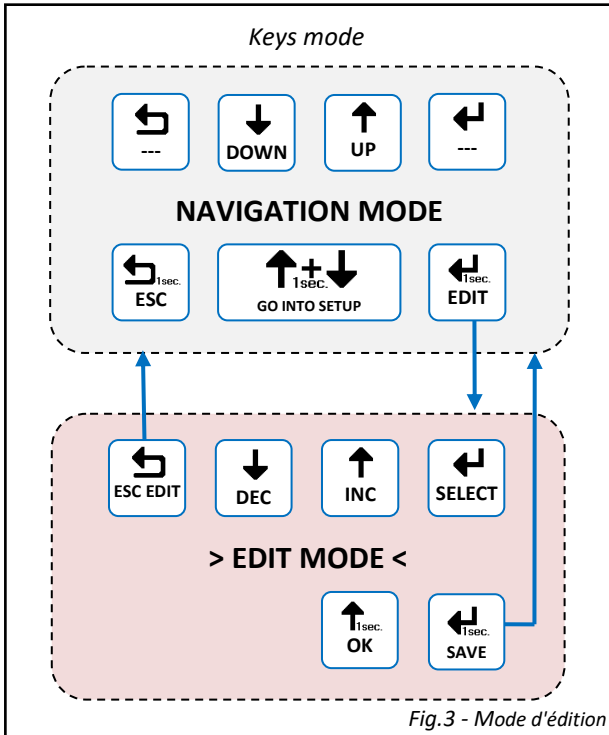 Keys mode
---
DOWN
UP
---
NAVIGATION MODE
1sec.
ESC
+
1sec.
GO INTO SETUP
1sec.
EDIT
ESC EDIT
DEC
INC
SELECT
> EDIT MODE <
1sec.
OK
1sec.
SAVE
Fig.3 - Mode d'édition